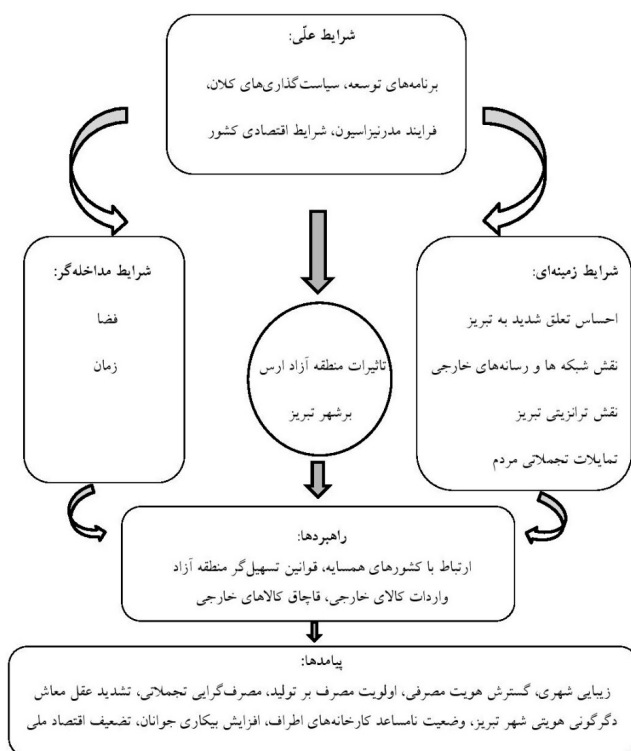 شرایط علّی:
برنامه‌های توسعه، سیاست‌گذاری‌های کلان،
فرایند مدرنیزاسیون، شرایط اقتصادی کشور
شرایط زمینه‌ای:
احساس تعلق شدید به تبریز
نقش شبکه ها و رسانه‌های خارجی
نقش ترانزیتی تبریز
تمایلات تجملاتی مردم
تاثیرات منطقه آزاد ارس
برشهر تبریز
شرایط مداخله‌گر:
فضا
زمان
راهبردها:
ارتباط با کشورهای همسایه، قوانین تسهیل‌گر منطقه آزاد
واردات کالای خارجی، قاچاق کالاهای خارجی
پیامدها:
زیبایی شهری، گسترش هویت مصرفی، اولویت مصرف بر تولید، مصرف‌گرایی تجملاتی، تشدید عقل معاش
دگرگونی هویتی شهر تبریز، وضعیت نامساعد کارخانه‌های اطراف، افزایش بیکاری جوانان، تضعیف اقتصاد ملی